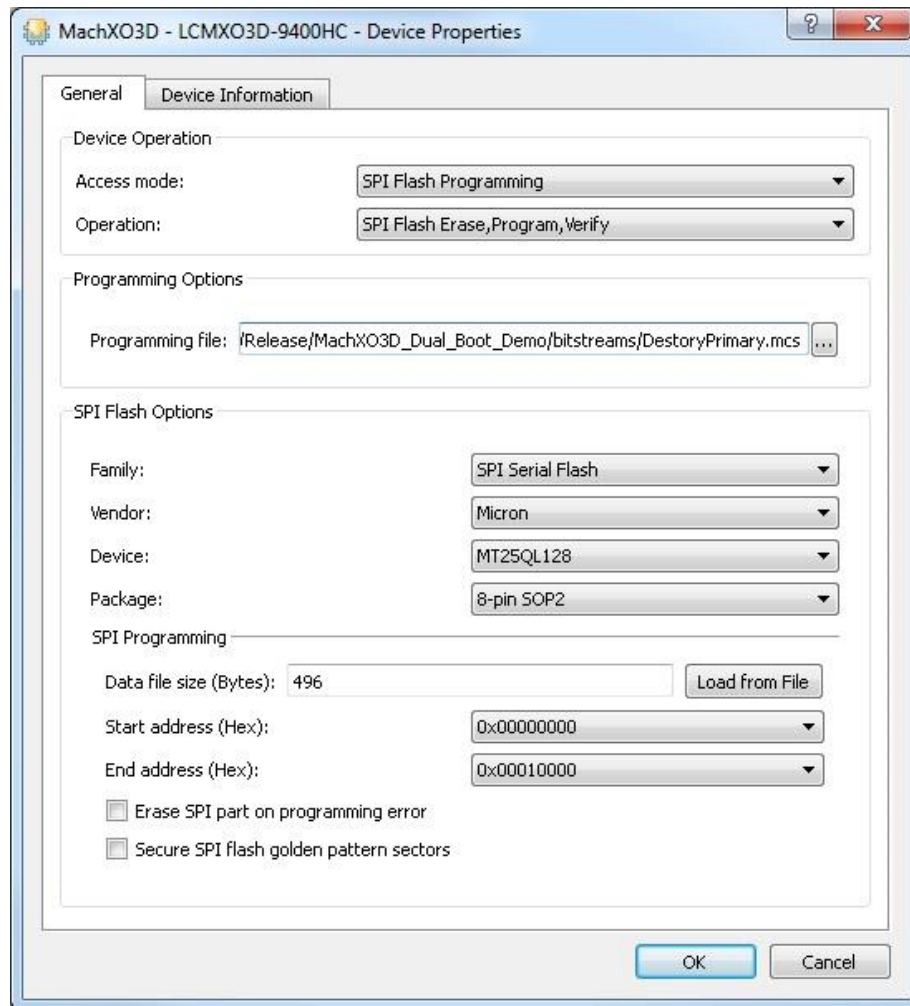 MachXO3D - LCMXO3D-9400HC - Device Properties
?
X
General
Device Information
Device Operation
Access mode:
SPI Flash Programming
Operation:
SPI Flash Erase,Program,Verify
Programming Options
Programming file:
/Release/MachXO3D_Dual_Boot_Demo/bitstreams/DestoryPrimary.mcs
...
SPI Flash Options
Family:
SPI Serial Flash
Vendor:
Micron
Device:
MT25QL128
Package:
8-pin SOP2
SPI Programming
Data file size (Bytes):
496
Load from File
Start address (Hex):
0x00000000
End address (Hex):
0x00010000
Erase SPI part on programming error
Secure SPI flash golden pattern sectors
OK
Cancel